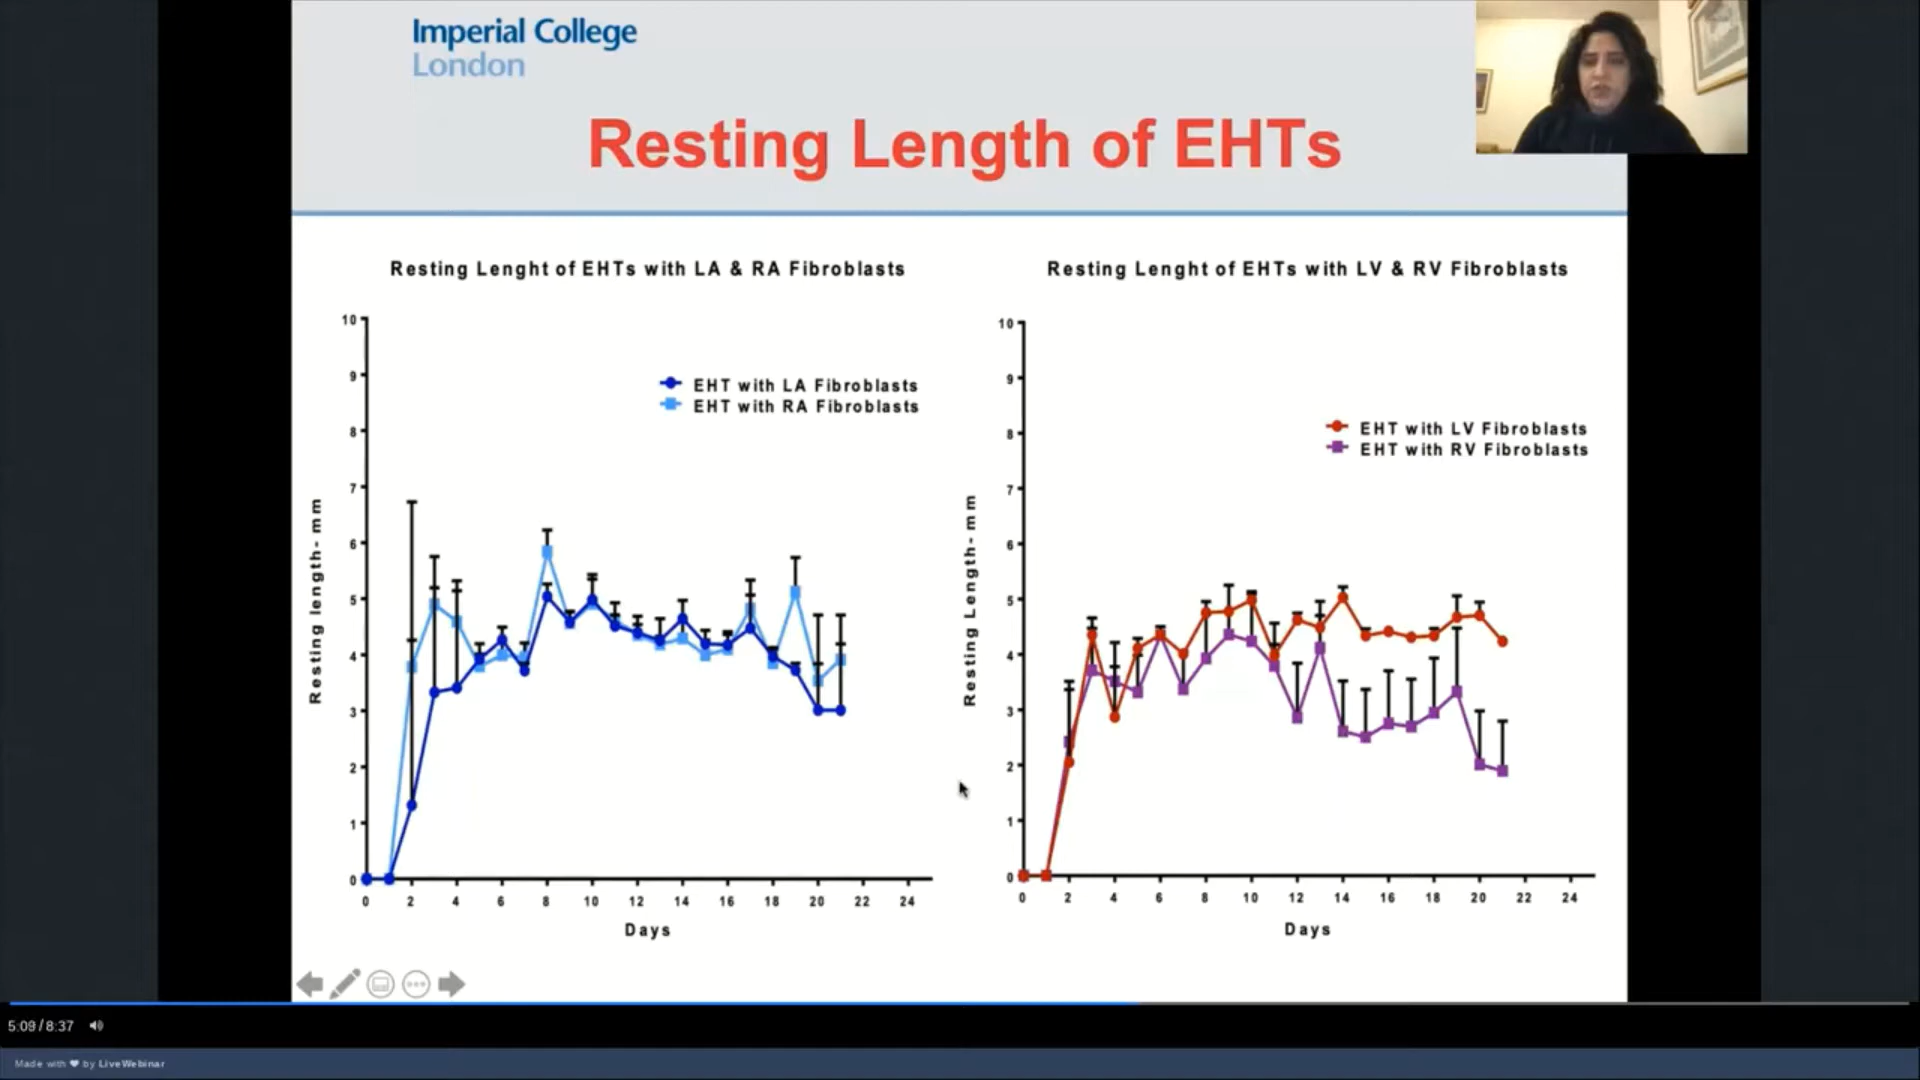 Imperial College
London
Resting Length of EHTs
Resting Lenght of EHTs with LA & RA Fibroblasts
10
9
8
7
6
5
4
3
2
1
0
Resting length- mm
EHT with LA Fibroblasts
EHT with RA Fibroblasts
0 2 4 6 8 10 12 14 16 18 20 22 24
Days
Resting Lenght of EHTs with LV & RV Fibroblasts
10
9
8
7
6
5
4
3
2
1
0
Resting Length- mm
EHT with LV Fibroblasts
EHT with RV Fibroblasts
0 2 4 6 8 10 12 14 16 18 20 22 24
Days
5:09 / 8:37
Made with ❤ by LiveWebinar